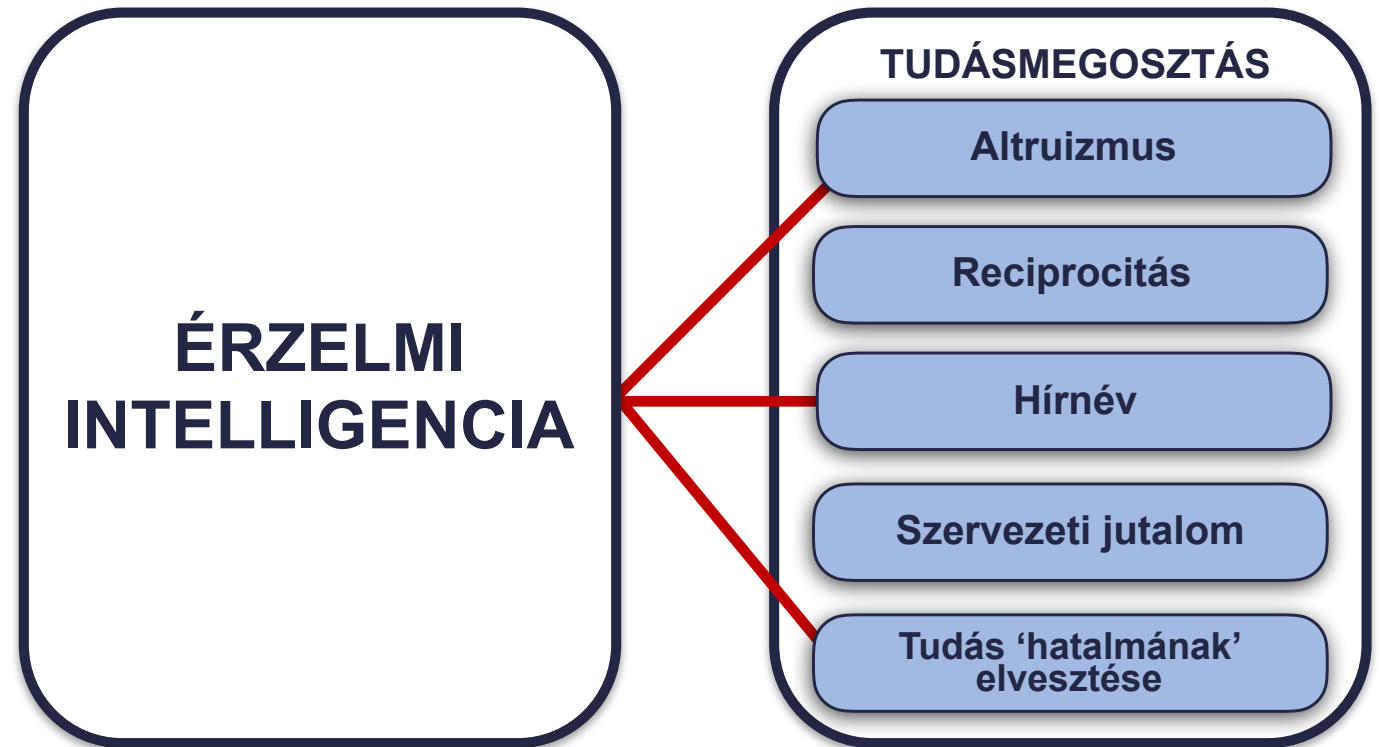 ÉRZELMI
INTELLIGENCIA
TUDÁSMEGOSZTÁS
Altruizmus
Reciprocitás
Hírnév
Szervezeti jutalom
Tudás ‘hatalmának’
elvesztése